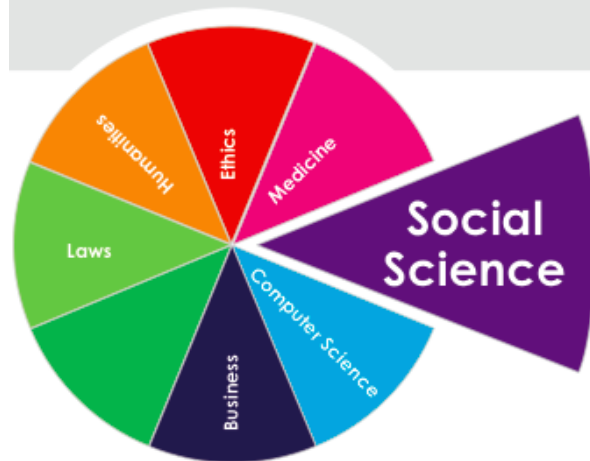 Ethics
Medicine
Social
Science
Computer Science
Business
Laws
Humanities